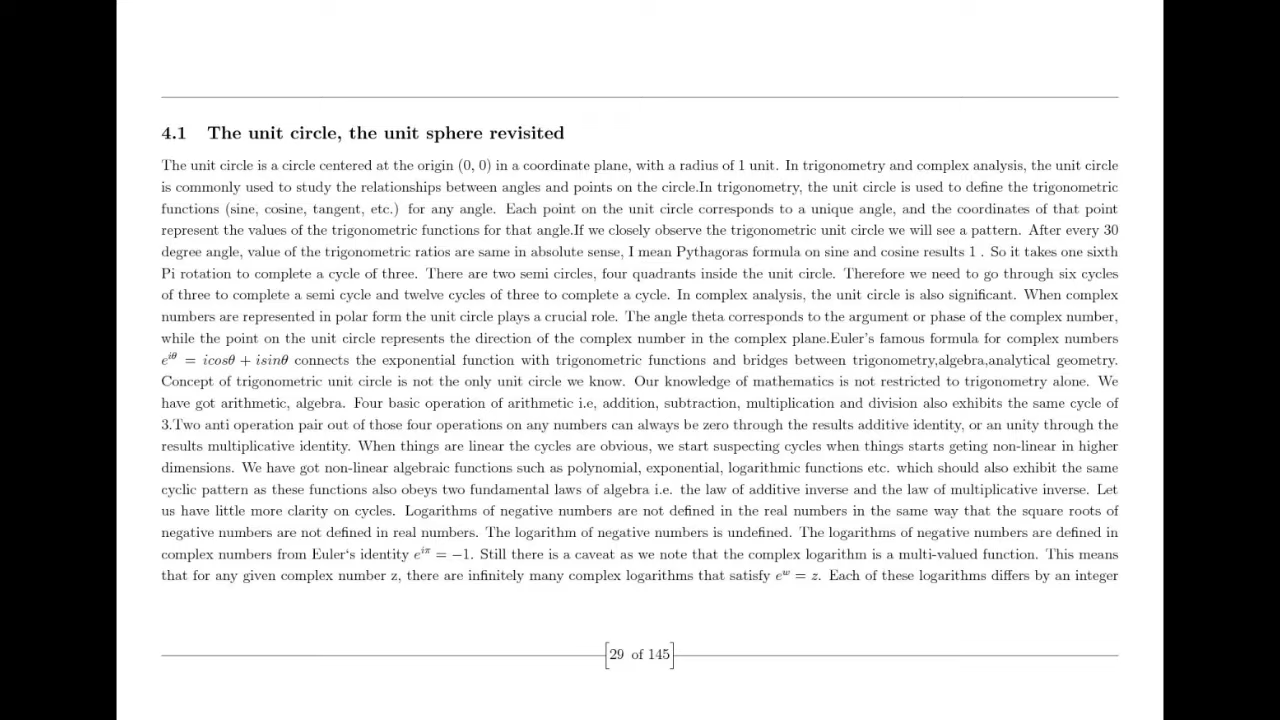 4.1 The unit circle, the unit sphere revisited
The unit circle is a circle centered at the origin (0, 0) in a coordinate plane, with a radius of 1 unit. In trigonometry and complex analysis, the unit circle
is commonly used to study the relationships between angles and points on the circle.In trigonometry, the unit circle is used to define the trigonometric
functions (sine, cosine, tangent, etc.) for any angle. Each point on the unit circle corresponds to a unique angle, and the coordinates of that point
represent the values of the trigonometric functions for that angle.If we closely observe the trigonometric unit circle we will see a pattern. After every 30
degree angle, value of the trigonometric ratios are same in absolute sense, I mean Pythagoras formula on sine and cosine results 1 . So it takes one sixth
Pi rotation to complete a cycle of three. There are two semi circles, four quadrants inside the unit circle. Therefore we need to go through six cycles
of three to complete a semi cycle and twelve cycles of three to complete a cycle. In complex analysis, the unit circle is also significant. When complex
numbers are represented in polar form the unit circle plays a crucial role. The angle theta corresponds to the argument or phase of the complex number,
while the point on the unit circle represents the direction of the complex number in the complex plane.Euler's famous formula for complex numbers
e^{iθ} = icosθ + isinθ connects the exponential function with trigonometric functions and bridges between trigonometry,algebra,analytical geometry.
Concept of trigonometric unit circle is not the only unit circle we know. Our knowledge of mathematics is not restricted to trigonometry alone. We
have got arithmetic, algebra. Four basic operation of arithmetic i.e, addition, subtraction, multiplication and division also exhibits the same cycle of
3.Two anti operation pair out of those four operations on any numbers can always be zero through the results additive identity, or an unity through the
results multiplicative identity. When things are linear the cycles are obvious, we start suspecting cycles when things starts geting non-linear in higher
dimensions. We have got non-linear algebraic functions such as polynomial, exponential, logarithmic functions etc. which should also exhibit the same
cyclic pattern as these functions also obeys two fundamental laws of algebra i.e. the law of additive inverse and the law of multiplicative inverse. Let
us have little more clarity on cycles. Logarithms of negative numbers are not defined in the real numbers in the same way that the square roots of
negative numbers are not defined in real numbers. The logarithm of negative numbers is undefined. The logarithms of negative numbers are defined in
complex numbers from Euler‘s identity e^{iπ} = −1. Still there is a caveat as we note that the complex logarithm is a multi-valued function. This means
that for any given complex number z, there are infinitely many complex logarithms that satisfy e^w = z. Each of these logarithms differs by an integer
29 of 145